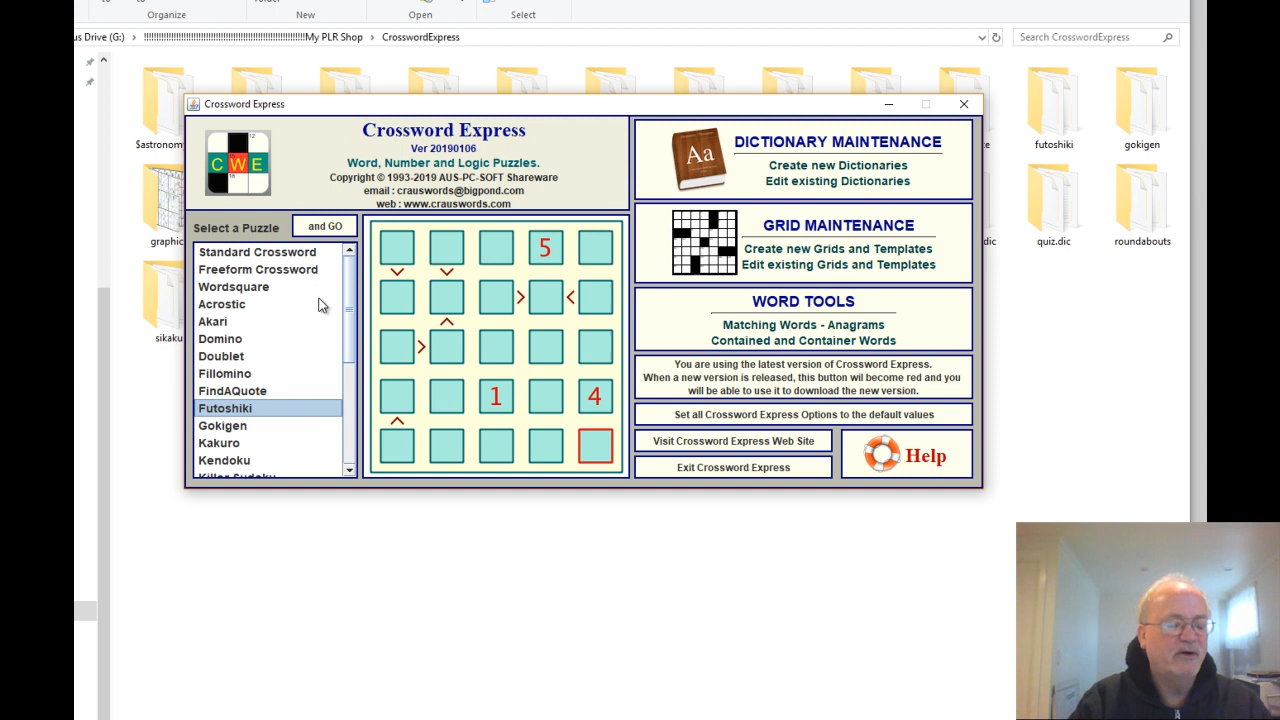 Organize
New
Open
Select
us Drive (G:) > !!!!!!!!!!!!!!!!!!!!!!!!!!!!!!!!!!!!!!!!!!!!!!!!!!!!!!!!!!!!My PLR Shop > CrosswordExpress
Search CrosswordExpress
Crossword Express
$astronom
futoshiki
gokigen
graphic
dic
quiz.dic
roundabouts
sikaku
C W E
Crossword Express
Ver 20190106
Word, Number and Logic Puzzles.
Copyright © 1993-2019 AUS-PC-SOFT Shareware
email : crauswords@bigpond.com
web : www.crauswords.com
Select a Puzzle
and GO
Standard Crossword
Freeform Crossword
Wordsquare
Acrostic
Akari
Domino
Doublet
Fillomino
FindAQuote
Futoshiki
Gokigen
Kakuro
Kendoku
Killer Sudoku
5
1 4
Aa
DICTIONARY MAINTENANCE
Create new Dictionaries
Edit existing Dictionaries
GRID MAINTENANCE
Create new Grids and Templates
Edit existing Grids and Templates
WORD TOOLS
Matching Words - Anagrams
Contained and Container Words
You are using the latest version of Crossword Express.
When a new version is released, this button wil become red and you
will be able to use it to download the new version.
Set all Crossword Express Options to the default values
Visit Crossword Express Web Site
Exit Crossword Express
Help